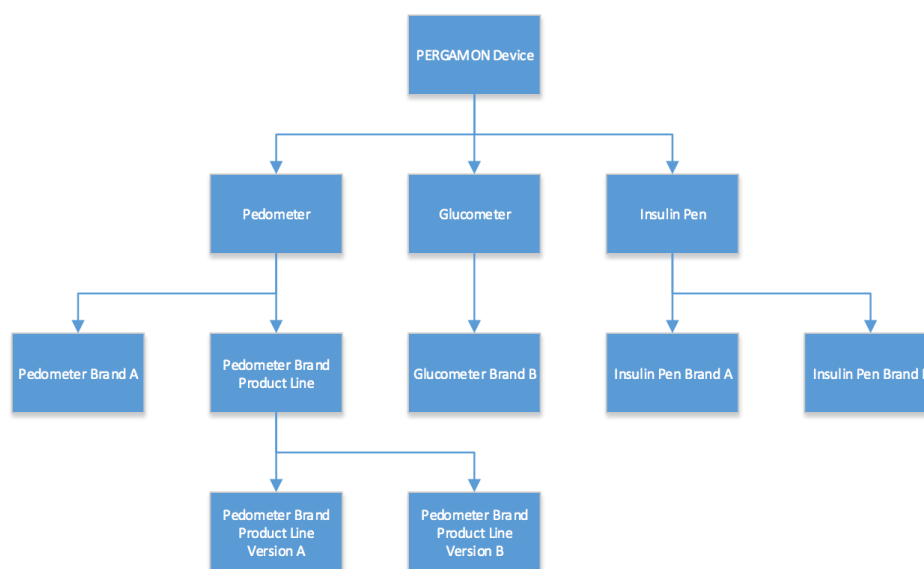 PERGAMON Device
Pedometer
Glucometer
Insulin Pen
Pedometer Brand A
Pedometer Brand
Product Line
Glucometer Brand B
Insulin Pen Brand A
Insulin Pen Brand
Pedometer Brand
Product Line
Version A
Pedometer Brand
Product Line
Version B